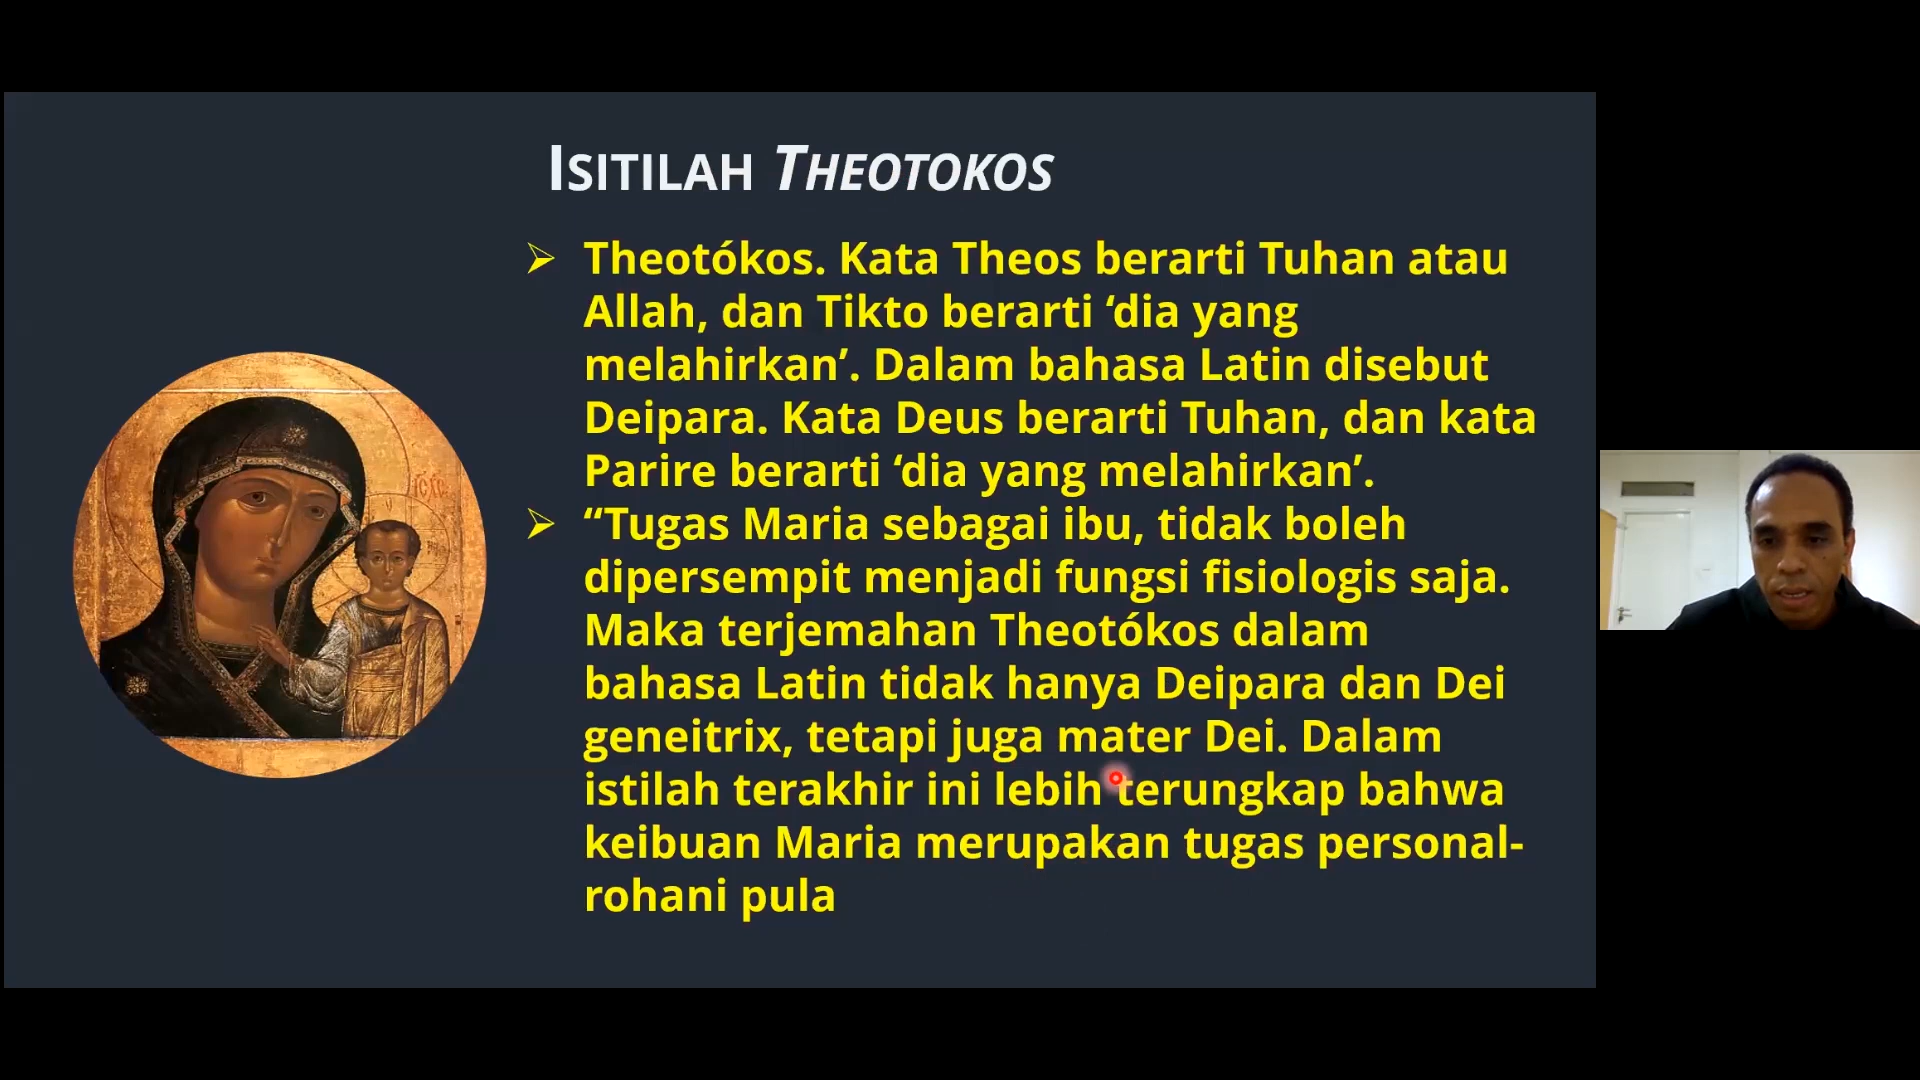 ISITILAH THEOTOKOS
Theotókos. Kata Theos berarti Tuhan atau
Allah, dan Tikto berarti ‘dia yang
melahirkan’. Dalam bahasa Latin disebut
Deipara. Kata Deus berarti Tuhan, dan kata
Parire berarti ‘dia yang melahirkan’.
“Tugas Maria sebagai ibu, tidak boleh
dipersempit menjadi fungsi fisiologis saja.
Maka terjemahan Theotókos dalam
bahasa Latin tidak hanya Deipara dan Dei
geneitrix, tetapi juga mater Dei. Dalam
istilah terakhir ini lebih terungkap bahwa
keibuan Maria merupakan tugas personal-
rohani pula